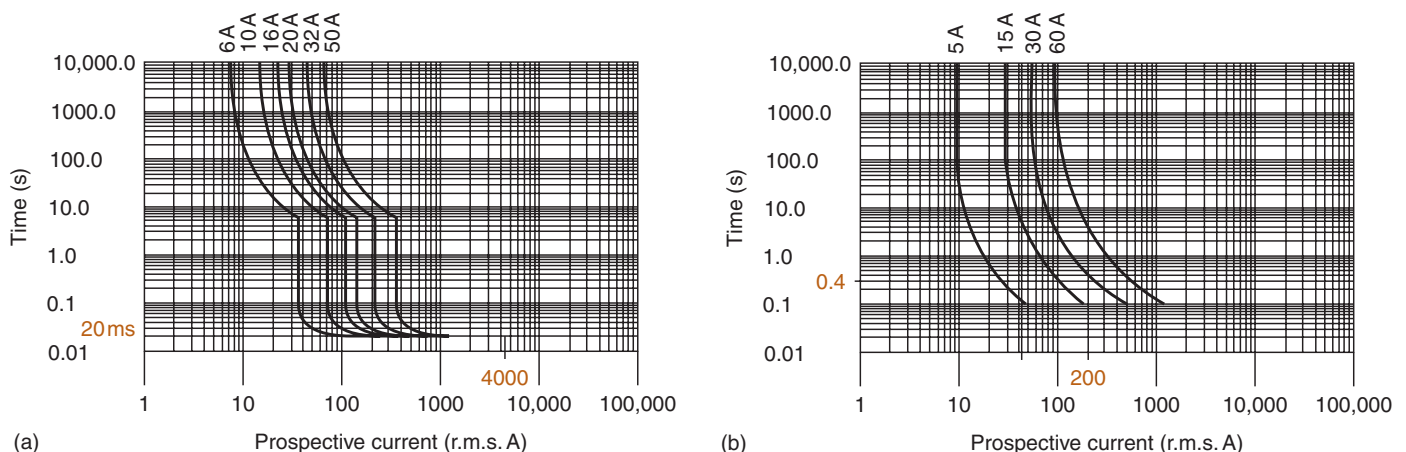 6 A
10 A
16 A
20 A
32 A
50 A
10,000.0
1000.0
100.0
10.0
1.0
0.1
20 ms
0.01
Time (s)
4000
1
10
100
1000
10,000
100,000
(a)
Prospective current (r.m.s. A)
5 A
15 A
30 A
60 A
10,000.0
1000.0
100.0
10.0
1.0
0.4
0.1
0.01
Time (s)
200
1
10
100
1000
10,000
100,000
(b)
Prospective current (r.m.s. A)